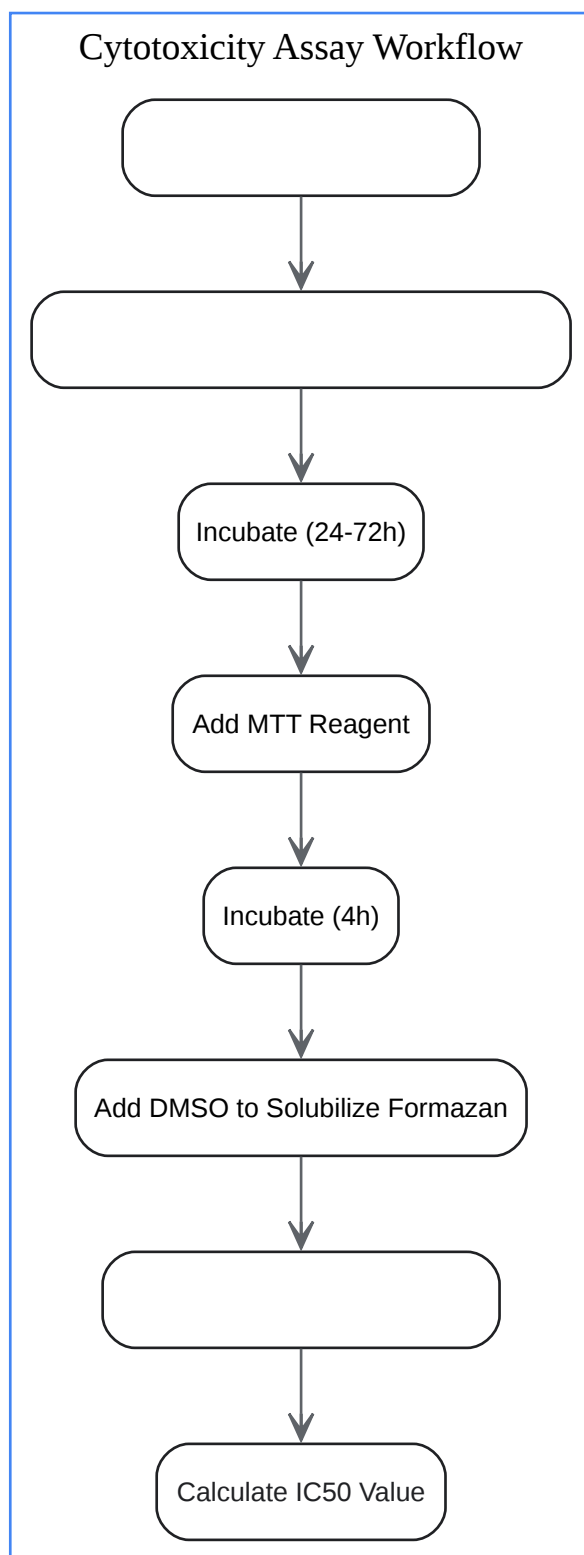 Cytotoxicity Assay Workflow
Incubate (24-72h)
Add MTT Reagent
Incubate (4h)
Add DMSO to Solubilize Formazan
Calculate IC50 Value